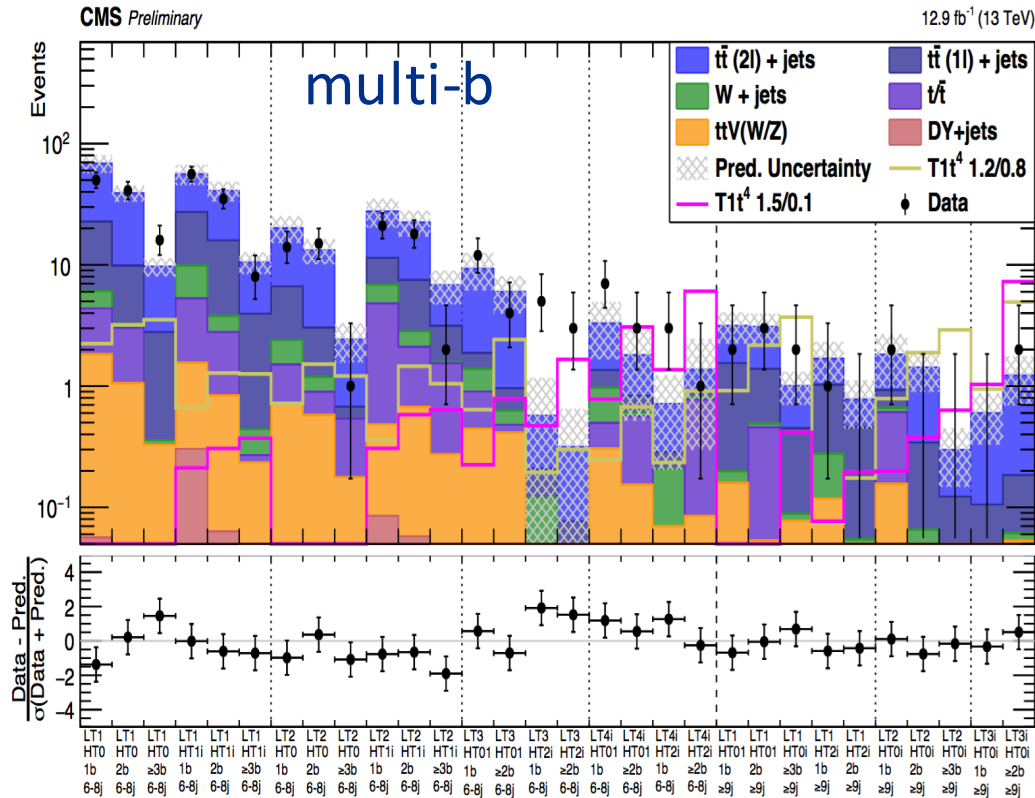 CMS Preliminary
12.9 fb⁻¹ (13 TeV)
multi-b
tt̄ (2l) + jets
tt̄ (1l) + jets
W + jets
t/t̄
ttV(W/Z)
DY+jets
Pred. Uncertainty
T1t⁴ 1.2/0.8
T1t⁴ 1.5/0.1
Data
Events
10²
10
1
10⁻¹
Data - Pred.
σ(Data + Pred.)
4
2
0
−2
−4
LT1 LT1 LT1 LT1 LT1 LT1 LT2 LT2 LT2 LT2 LT2 LT2 LT3 LT3 LT3 LT3 LT4i LT4i LT4i LT4i LT1 LT1 LT1 LT1 LT1 LT2 LT2 LT2 LT3i LT3i
HT0 HT0 HT0 HT1i HT1i HT1i HT0 HT0 HT0 HT1i HT1i HT1i HT01 HT01 HT2i HT2i HT01 HT01 HT2i HT2i HT01 HT01 HT0 HT2i HT1i HT0i HT0i HT0i HT0i HT0i
1b 2b ≥3b 1b 2b ≥3b 1b 2b ≥3b 1b 2b ≥3b 1b ≥2b 1b ≥2b 1b ≥2b 1b ≥2b 1b 2b ≥3b 1b 2b 1b 2b ≥3b 1b ≥2b
6-8j 6-8j 6-8j 6-8j 6-8j 6-8j 6-8j 6-8j 6-8j 6-8j 6-8j 6-8j 6-8j 6-8j 6-8j 6-8j 6-8j 6-8j 6-8j 6-8j ≥9j ≥9j ≥9j ≥9j ≥9j ≥9j ≥9j ≥9j ≥9j ≥9j